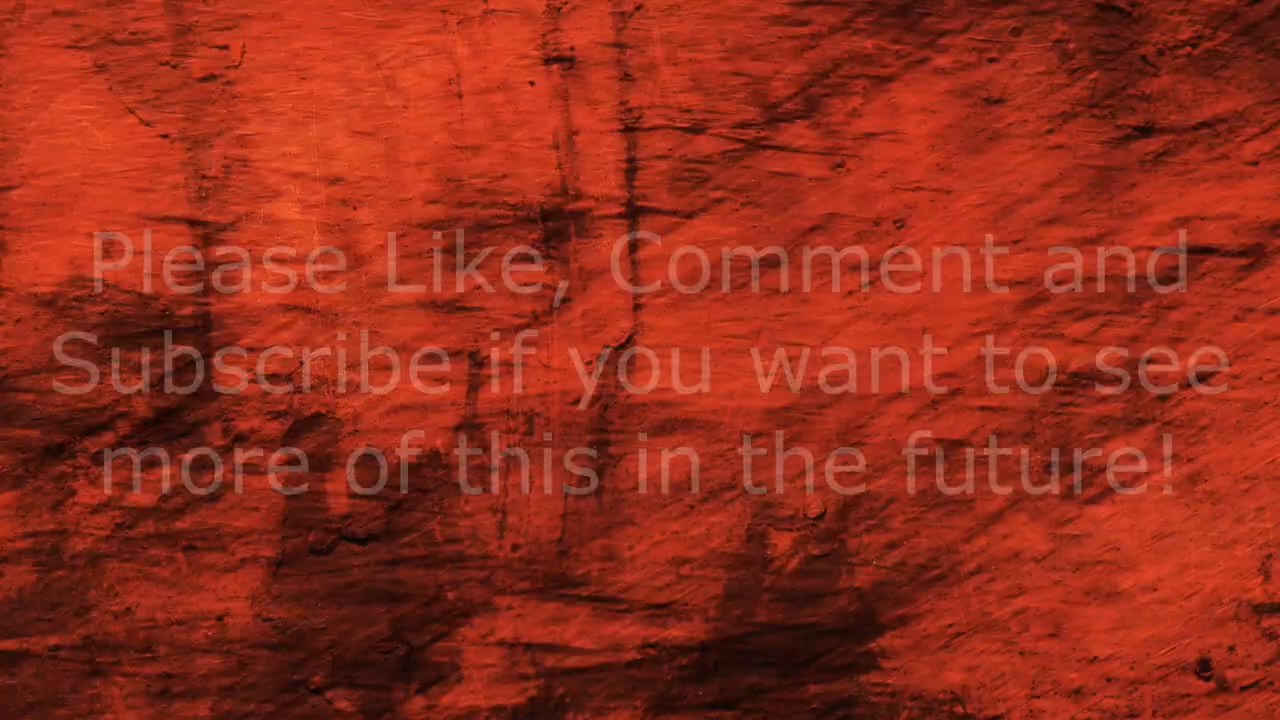 Please Like, Comment and
Subscribe if you want to see
more of this in the future!